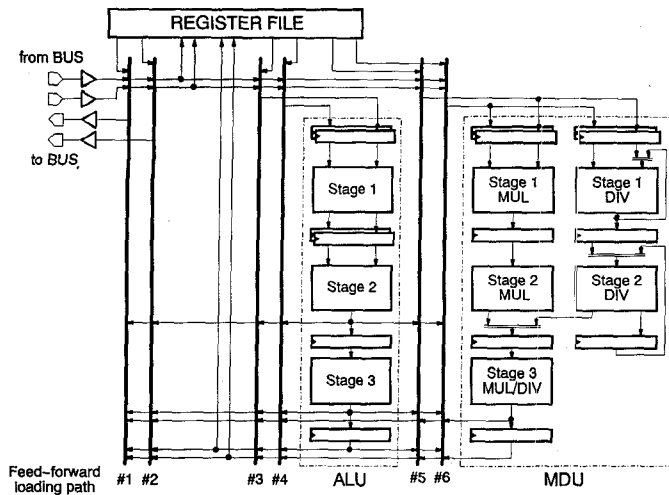 REGISTER FILE
from BUS
to BUS,
Stage 1
Stage 1
MUL
Stage 1
DIV
Stage 2
Stage 2
MUL
Stage 2
DIV
Stage 3
Stage 3
MUL/DIV
Feed-forward
loading path
#1 #2 #3 #4 ALU #5 #6 MDU